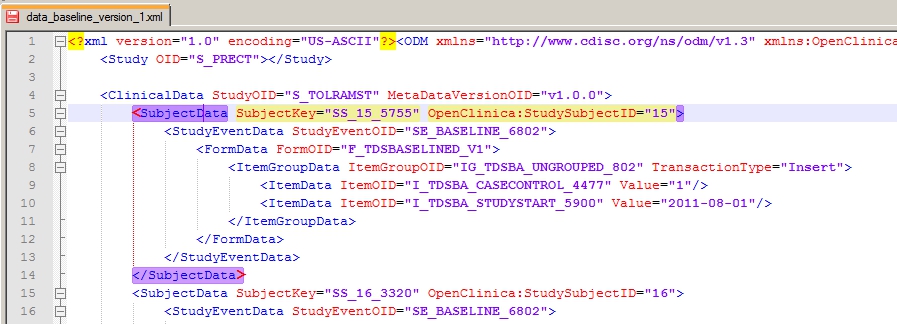 data_baseline_version_1.xml
1 <?xml version="1.0" encoding="US-ASCII"?><ODM xmlns="http://www.cdisc.org/ns/odm/v1.3" xmlns:OpenClinica
2 <Study OID="S_PRECT"></Study>
3
4 <ClinicalData StudyOID="S_TOLRAMST" MetaDataVersionOID="v1.0.0">
5 <SubjectData SubjectKey="SS_15_5755" OpenClinica:StudySubjectID="15">
6 <StudyEventData StudyEventOID="SE_BASELINE_6802">
7 <FormData FormOID="F_TDSBASELINED_V1">
8 <ItemGroupData ItemGroupOID="IG_TDSBA_UNGROUPED_802" TransactionType="Insert">
9 <ItemData ItemOID="I_TDSBA_CASECONTROL_4477" Value="1"/>
10 <ItemData ItemOID="I_TDSBA_STUDYSTART_5900" Value="2011-08-01"/>
11 </ItemGroupData>
12 </FormData>
13 </StudyEventData>
14 </SubjectData>
15 <SubjectData SubjectKey="SS_16_3320" OpenClinica:StudySubjectID="16">
16 <StudyEventData StudyEventOID="SE_BASELINE_6802">